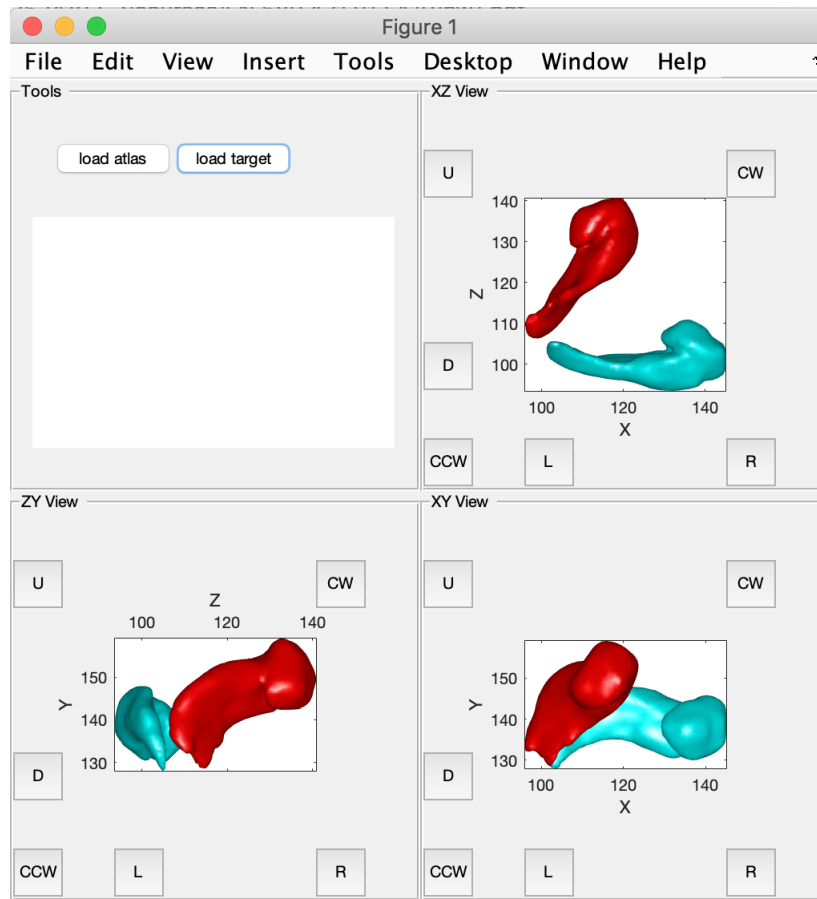 Figure 1
File Edit View Insert Tools Desktop Window Help
Tools
load atlas load target
XZ View
U CW
140
130
120
110
100
Z
D
100 120 140
X
CCW L R
ZY View
U CW
Z
100 120 140
150
140
130
Y
D
CCW L R
XY View
U CW
150
140
130
Y
D
100 120 140
X
CCW L R